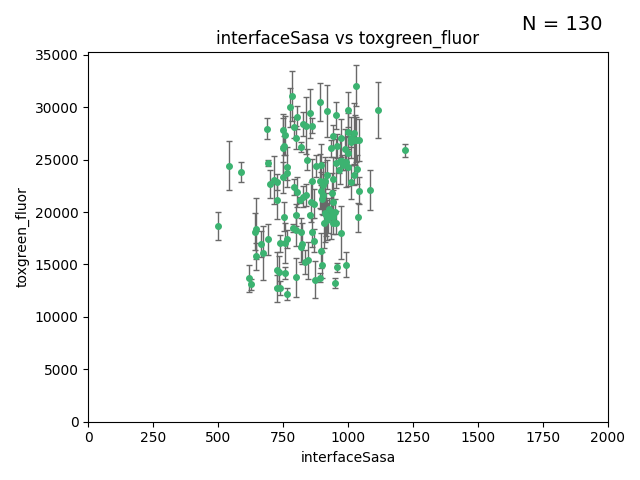 N = 130
interfaceSasa vs toxgreen_fluor
35000
30000
25000
20000
15000
10000
5000
0
toxgreen_fluor
0 250 500 750 1000 1250 1500 1750 2000
interfaceSasa